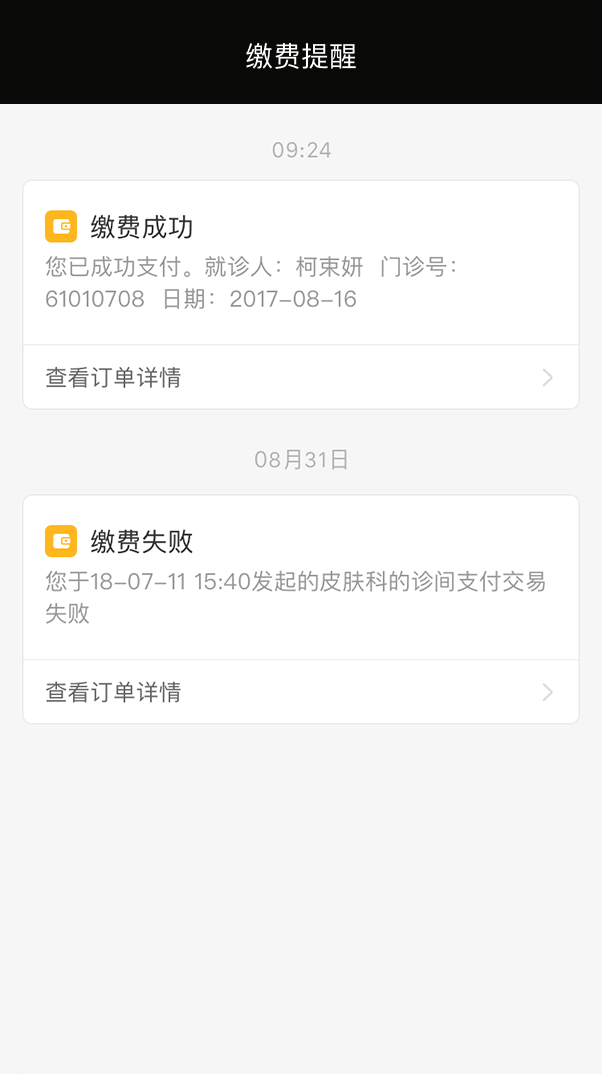 缴费提醒
09:24
缴费成功
您已成功支付。就诊人：柯束妍 门诊号：
61010708 日期：2017-08-16
查看订单详情
08月31日
缴费失败
您于18-07-11 15:40发起的皮肤科的诊间支付交易
失败
查看订单详情